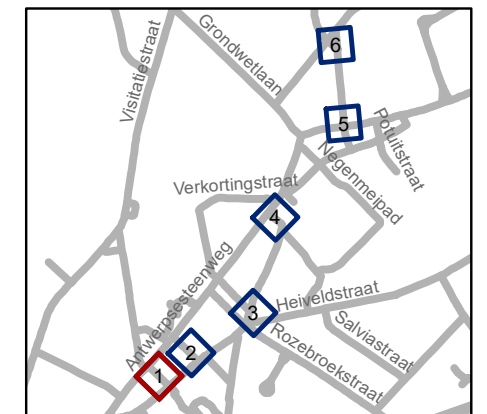 Grondwetlaan
6
Visitatiestraat
5
Potuitstraat
Negenmeipad
Verkortingstraat
4
Antwerpsesteenweg
Heiveldstraat
3
Salviastraat
Rozebroekstraat
2
1